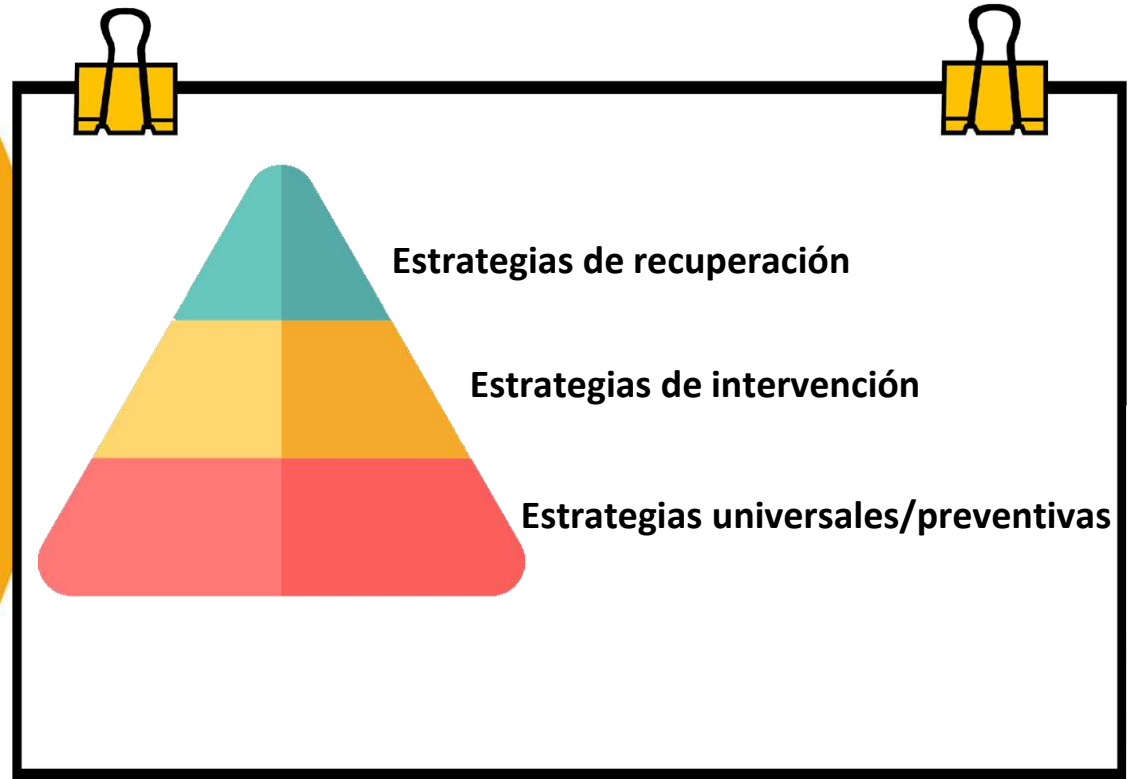 Estrategias de recuperación
Estrategias de intervención
Estrategias universales/preventivas